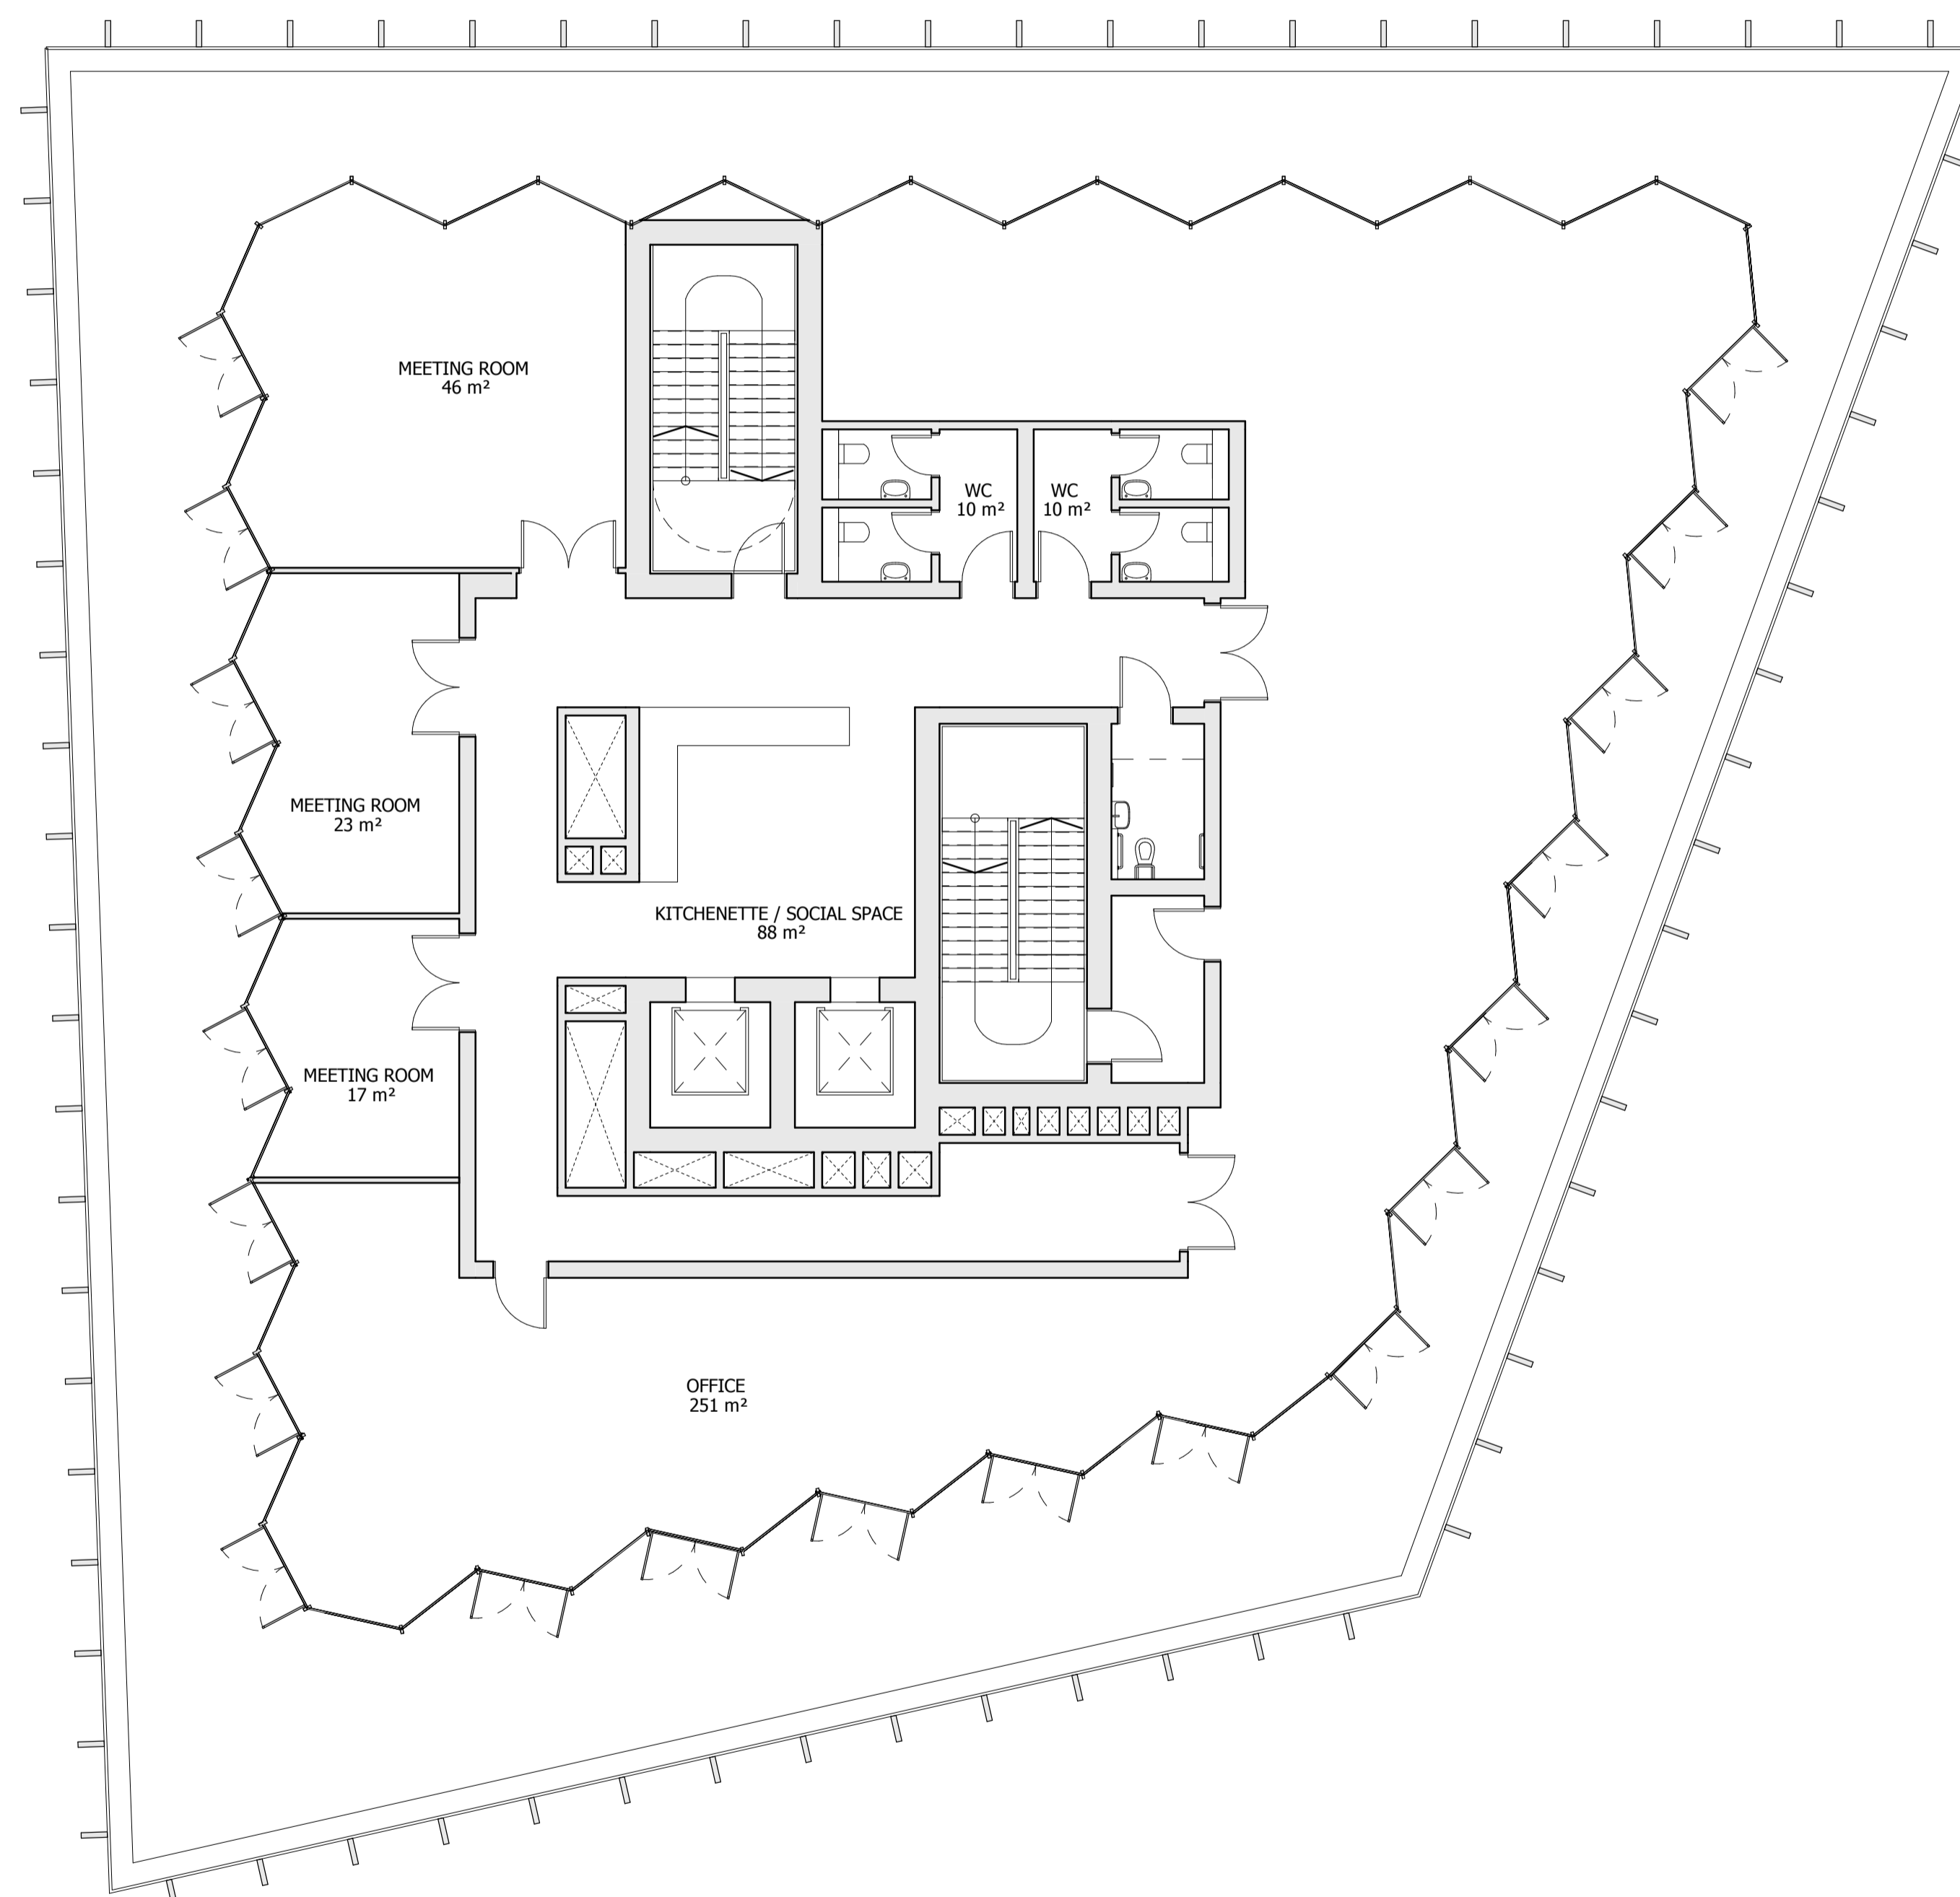 MEETING ROOM
46 m²
WC
10 m²
WC
10 m²
MEETING ROOM
23 m²
KITCHENETTE / SOCIAL SPACE
88 m²
MEETING ROOM
17 m²
OFFICE
251 m²